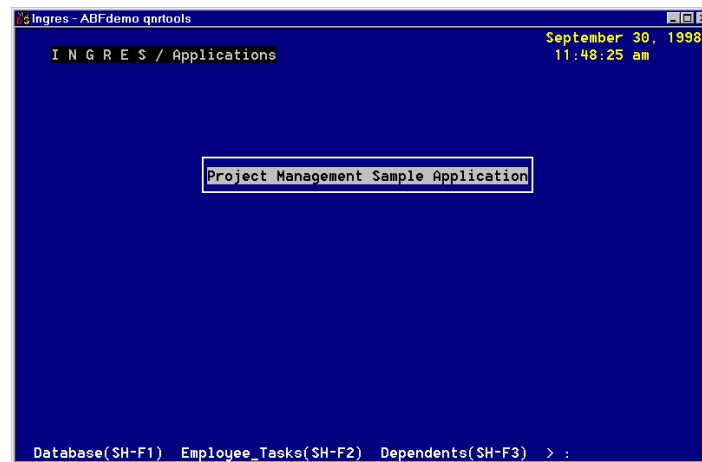 Ingres - ABFdemo qnrtools
September 30, 1998
I N G R E S / Applications
11:48:25 am
Project Management Sample Application
Database(SH-F1) Employee_Tasks(SH-F2) Dependents(SH-F3) > :